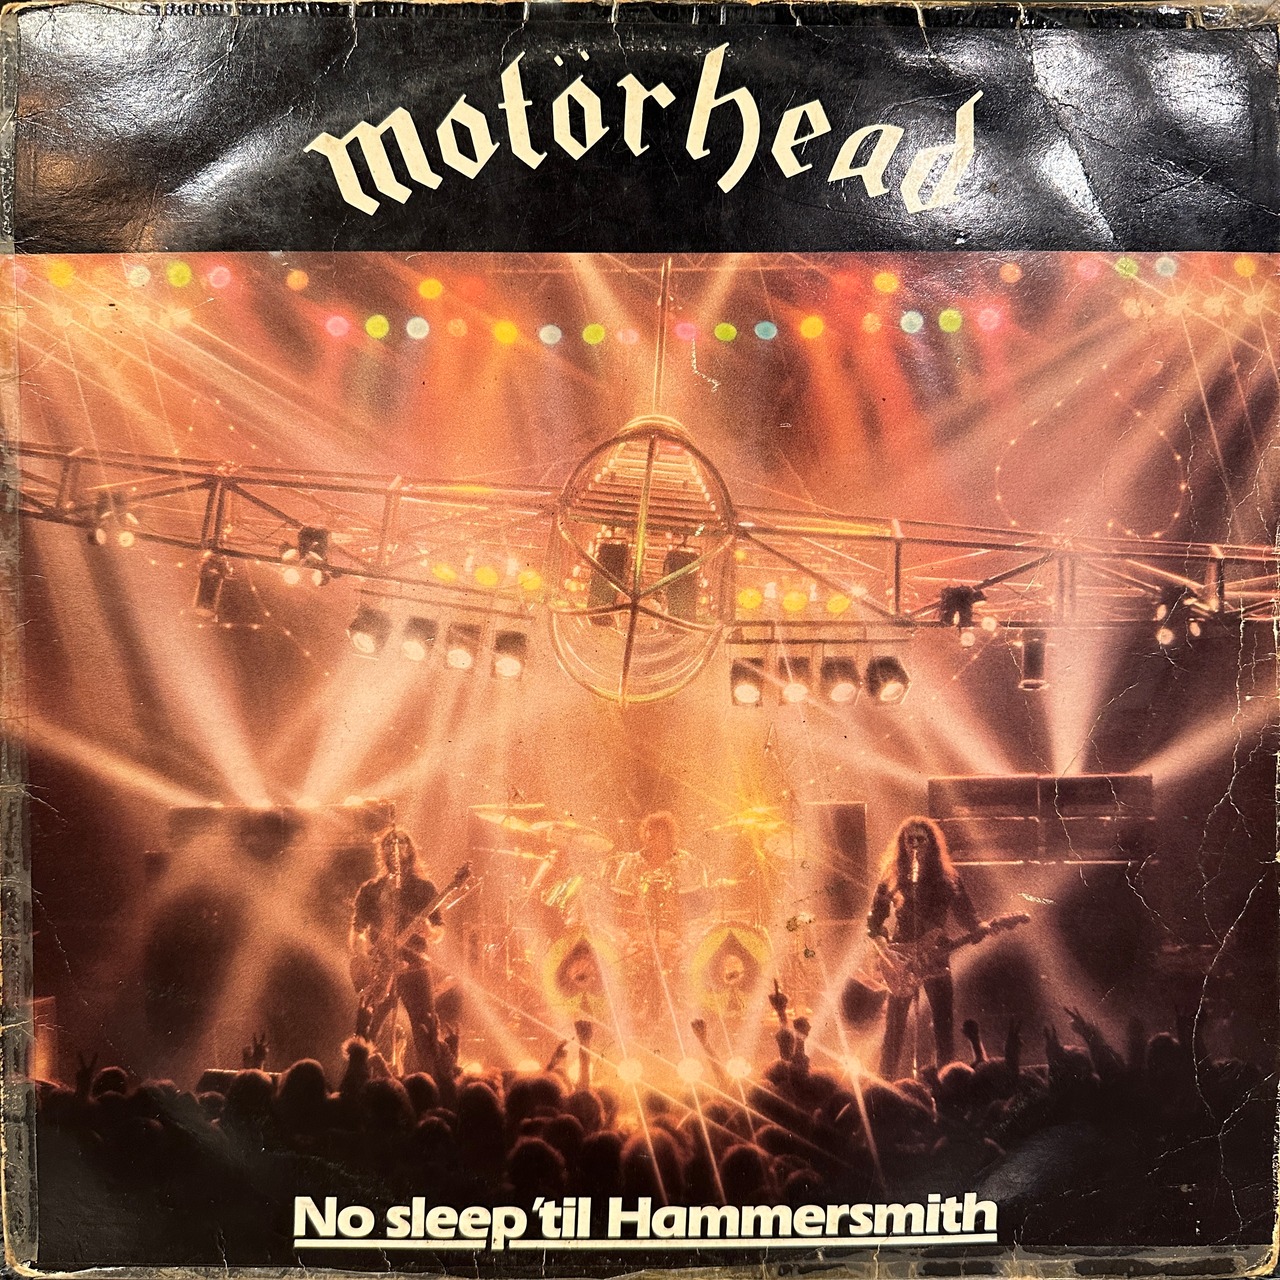 motörhead
No sleep 'til Hammersmith